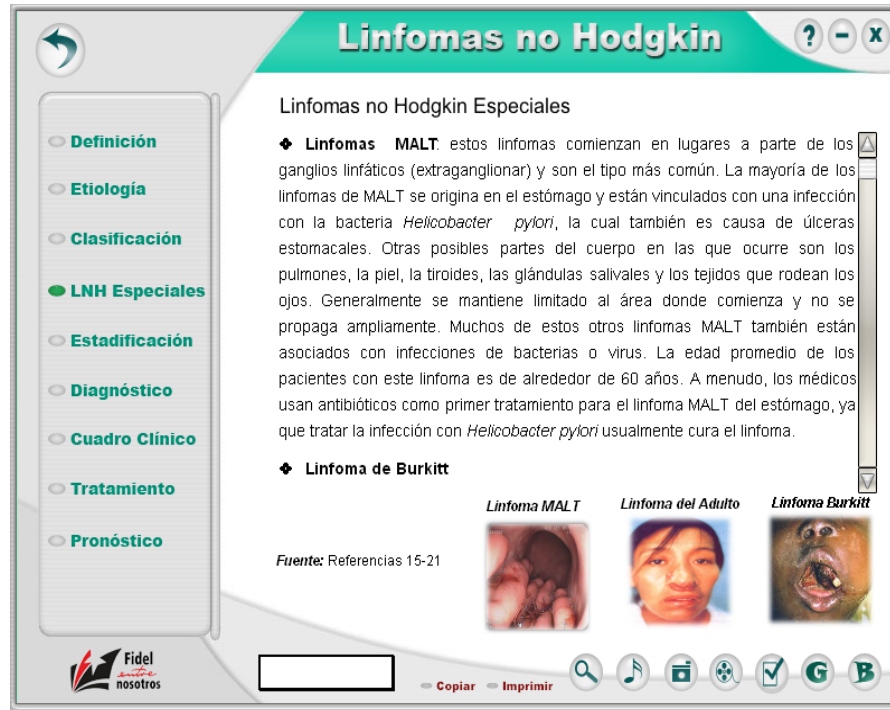 Linfomas no Hodgkin
? – x
Definición
Etiología
Clasificación
LNH Especiales
Estadificación
Diagnóstico
Cuadro Clínico
Tratamiento
Pronóstico
Linfomas no Hodgkin Especiales
❖ Linfomas MALT: estos linfomas comienzan en lugares a parte de los
ganglios linfáticos (extraganglionar) y son el tipo más común. La mayoría de los
linfomas de MALT se origina en el estómago y están vinculados con una infección
con la bacteria Helicobacter pylori, la cual también es causa de úlceras
estomacales. Otras posibles partes del cuerpo en las que ocurre son los
pulmones, la piel, la tiroides, las glándulas salivales y los tejidos que rodean los
ojos. Generalmente se mantiene limitado al área donde comienza y no se
propaga ampliamente. Muchos de estos otros linfomas MALT también están
asociados con infecciones de bacterias o virus. La edad promedio de los
pacientes con este linfoma es de alrededor de 60 años. A menudo, los médicos
usan antibióticos como primer tratamiento para el linfoma MALT del estómago, ya
que tratar la infección con Helicobacter pylori usualmente cura el linfoma.
❖ Linfoma de Burkitt
Linfoma MALT
Linfoma del Adulto
Linfoma Burkitt
Fuente: Referencias 15-21
Fidel
entre
nosotros
Copiar
Imprimir
G
B